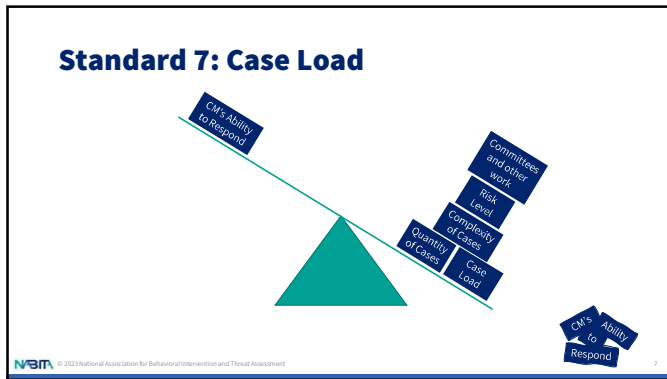 Standard 7: Case Load
CM's Ability
to Respond
Committees
and other
work
Risk
Level
Complexity
of Cases
Quantity
of Cases
Case
Load
CM's
Ability
to
Respond
NABITA © 2023 National Association for Behavioral Intervention and Threat Assessment
7